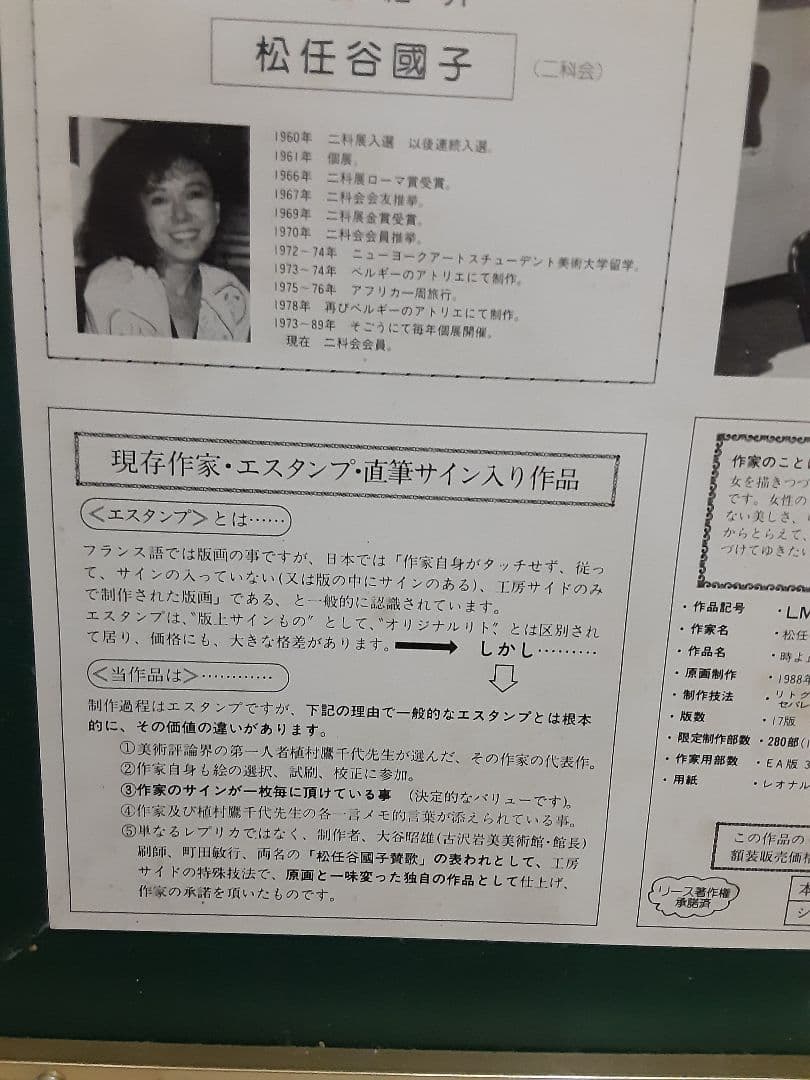 松任谷國子 (二科会)
1960年 二科展入選 以後連続入選。
1961年 個展。
1966年 二科展ローマ賞受賞。
1967年 二科会会友推挙。
1969年 二科展金賞受賞。
1970年 二科会会員推挙。
1972~74年 ニューヨークアートスチューデント美術大学留学。
1973~74年 ベルギーのアトリエにて制作。
1975~76年 アフリカ一周旅行。
1978年 再びベルギーのアトリエにて制作。
1973~89年 そごうにて毎年個展開催。
現在 二科会会員。
現存作家・エスタンプ・直筆サイン入り作品
<エスタンプ>とは……
フランス語では版画の事ですが、日本では「作家自身がタッチせず、従っ
て、サインの入っていない(又は版の中にサインのある)、工房サイドのみ
で制作された版画」である、と一般的に認識されています。
エスタンプは、"版上サインもの"として、"オリジナルリト"とは区別され
て居り、価格にも、大きな格差があります。 しかし………
<当作品は>…………
制作過程はエスタンプですが、下記の理由で一般的なエスタンプとは根本
的に、その価値の違いがあります。
①美術評論界の第一人者植村鷹千代先生が選んだ、その作家の代表作。
②作家自身も絵の選択、試刷、校正に参加。
③作家のサインが一枚毎に頂けている事 (決定的なバリューです)。
④作家及び植村鷹千代先生の各一言メモ的言葉が添えられている事。
⑤単なるレプリカではなく、制作者、大谷昭雄(古沢岩美美術館・館長)
刷師、町田敏行、両名の「松任谷國子賛歌」の表われとして、工房
サイドの特殊技法で、原画と一味変った独自の作品として仕上げ、
作家の承諾を頂いたものです。
作家のことば
女を描きつづ
です。女性の
ない美しさ、
からとらえて、
づけてゆきたい
・作品記号 ・LM
・作家名 ・松任
・作品名 ・時よ
・原画制作 ・1988年
・制作技法 ・リトグ
セパレ
・版数 ・17版
・限定制作部数 ・280部(
・作家用部数 ・EA版 3
・用紙 ・レオナル
この作品の
額装販売価格
リース著作権
承諾済
本
シ